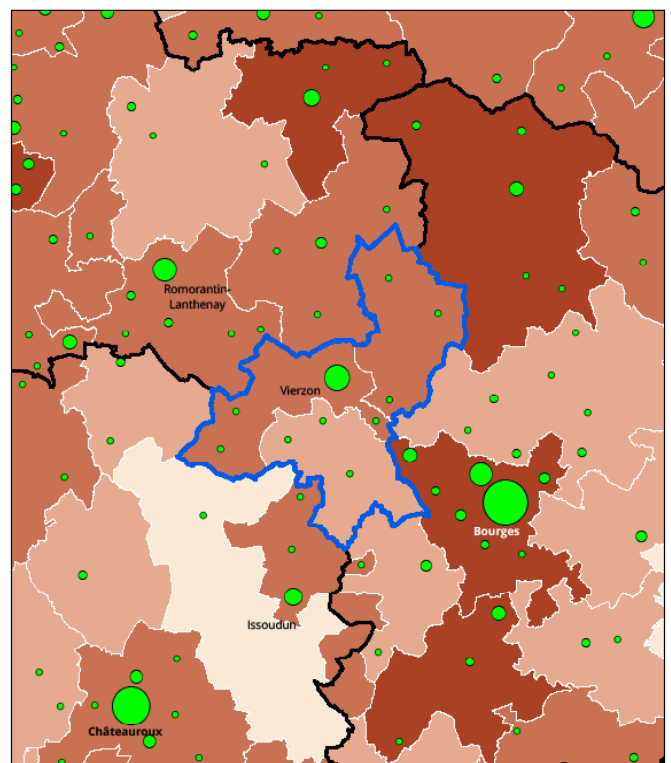 Romorantin-
Lanthenay
Vierzon
Bourges
Issoudun
Châteauroux